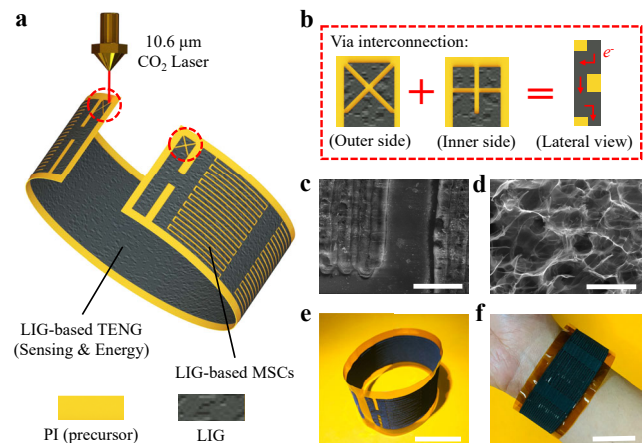 a
10.6 μm
CO₂ Laser
LIG-based TENG
(Sensing & Energy)
LIG-based MSCs
PI (precursor)
LIG
b
Via interconnection:
e⁻
+
=
(Outer side)
(Inner side)
(Lateral view)
c
d
e
f